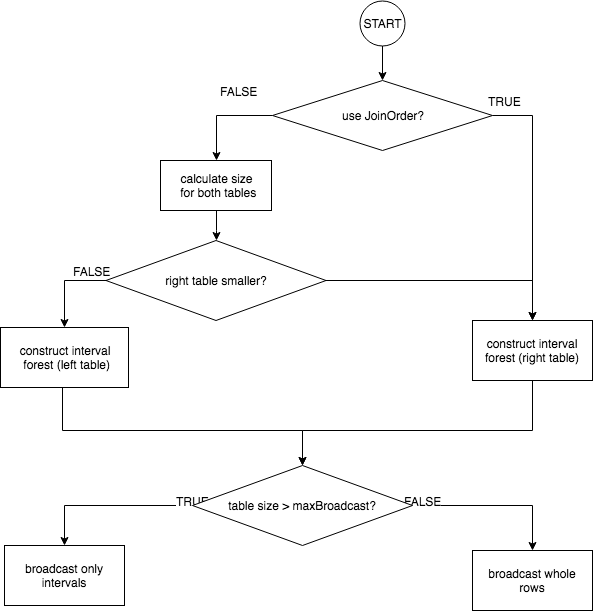 START
FALSE
TRUE
use JoinOrder?
calculate size
for both tables
FALSE
right table smaller?
construct interval
forest (left table)
construct interval
forest (right table)
TRUE
table size > maxBroadcast?
FALSE
broadcast only
intervals
broadcast whole
rows